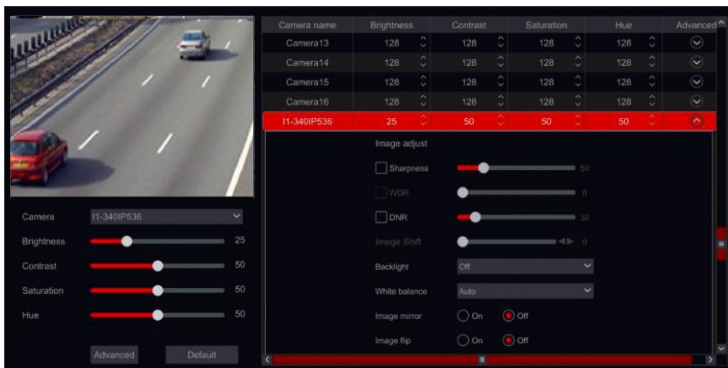 Camera name Brightness Contrast Saturation Hue Advanced
Camera13 128 128 128 128
Camera14 128 128 128 128
Camera15 128 128 128 128
Camera16 128 128 128 128
I1-340IP536 25 50 50 50
Image adjust
Sharpness 50
WDR 0
DNR 30
Image Shift 0
Backlight Off
White balance Auto
Image mirror On Off
Image flip On Off
Camera I1-340IP536
Brightness 25
Contrast 50
Saturation 50
Hue 50
Advanced Default